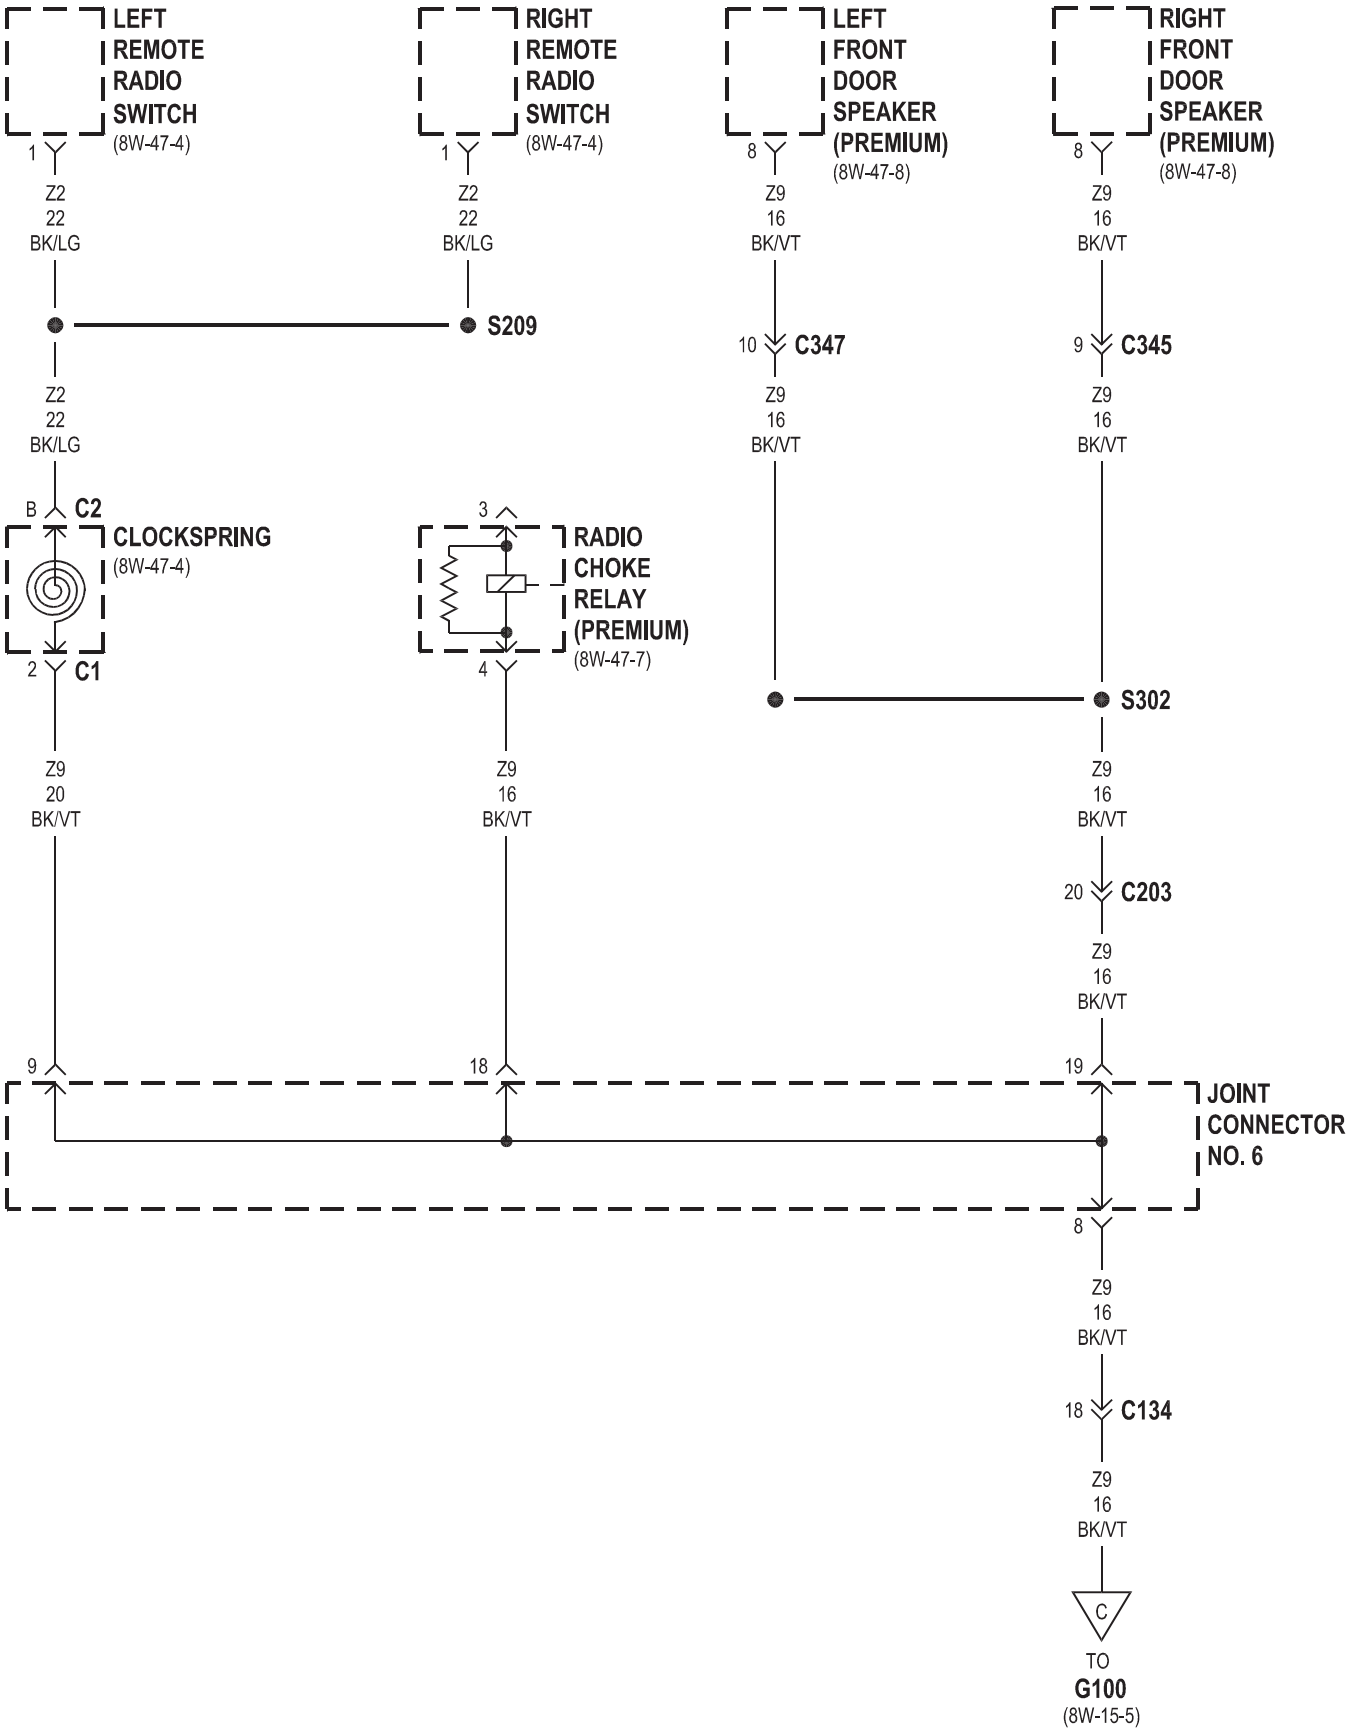 LEFT
REMOTE
RADIO
SWITCH
(8W-47-4)
1
Z2
22
BK/LG
RIGHT
REMOTE
RADIO
SWITCH
(8W-47-4)
1
Z2
22
BK/LG
LEFT
FRONT
DOOR
SPEAKER
(PREMIUM)
(8W-47-8)
8
Z9
16
BK/VT
RIGHT
FRONT
DOOR
SPEAKER
(PREMIUM)
(8W-47-8)
8
Z9
16
BK/VT
S209
10
C347
9
C345
Z2
22
BK/LG
Z9
16
BK/VT
Z9
16
BK/VT
B
C2
CLOCKSPRING
(8W-47-4)
2
C1
3
RADIO
CHOKE
RELAY
(PREMIUM)
(8W-47-7)
4
S302
Z9
20
BK/VT
Z9
16
BK/VT
Z9
16
BK/VT
20
C203
Z9
16
BK/VT
9
18
19
JOINT
CONNECTOR
NO. 6
8
Z9
16
BK/VT
18
C134
Z9
16
BK/VT
C
TO
G100
(8W-15-5)